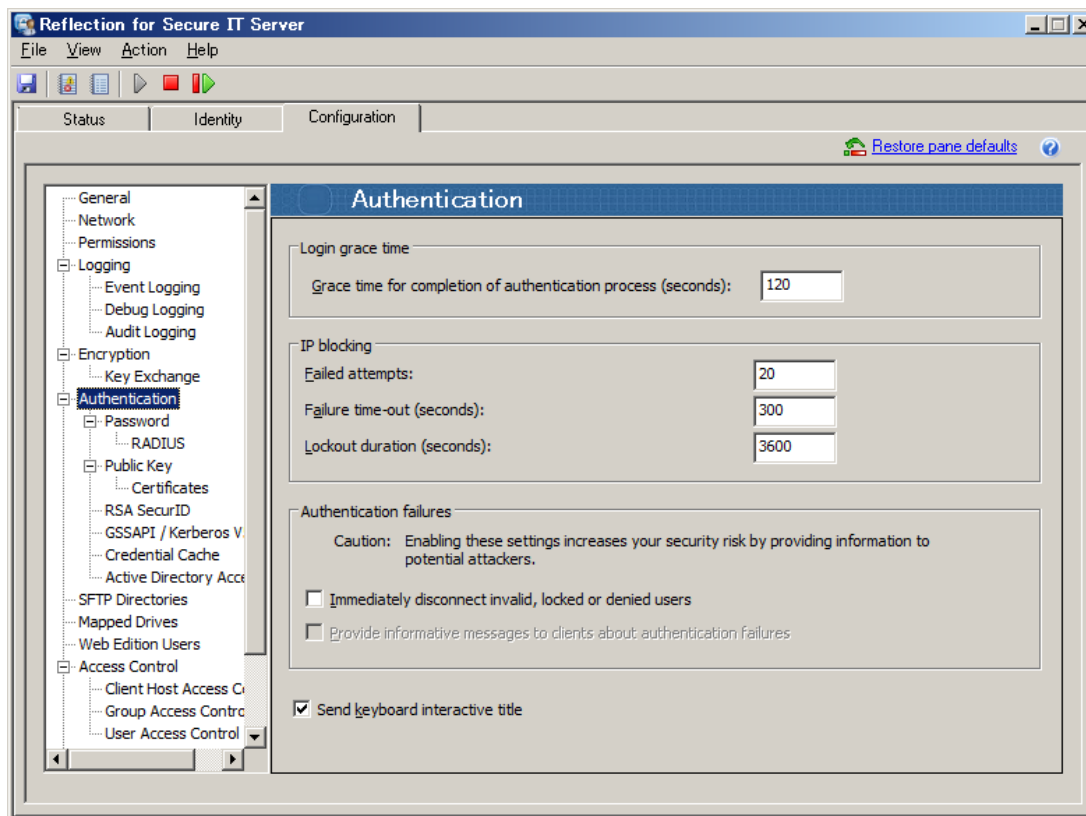 Reflection for Secure IT Server
File View Action Help
Status Identity Configuration
Restore pane defaults
General
Network
Permissions
Logging
Event Logging
Debug Logging
Audit Logging
Encryption
Key Exchange
Authentication
Password
RADIUS
Public Key
Certificates
RSA SecurID
GSSAPI / Kerberos V
Credential Cache
Active Directory Acce
SFTP Directories
Mapped Drives
Web Edition Users
Access Control
Client Host Access C
Group Access Contro
User Access Control
Authentication
Login grace time
Grace time for completion of authentication process (seconds): 120
IP blocking
Failed attempts: 20
Failure time-out (seconds): 300
Lockout duration (seconds): 3600
Authentication failures
Caution: Enabling these settings increases your security risk by providing information to
potential attackers.
Immediately disconnect invalid, locked or denied users
Provide informative messages to clients about authentication failures
Send keyboard interactive title